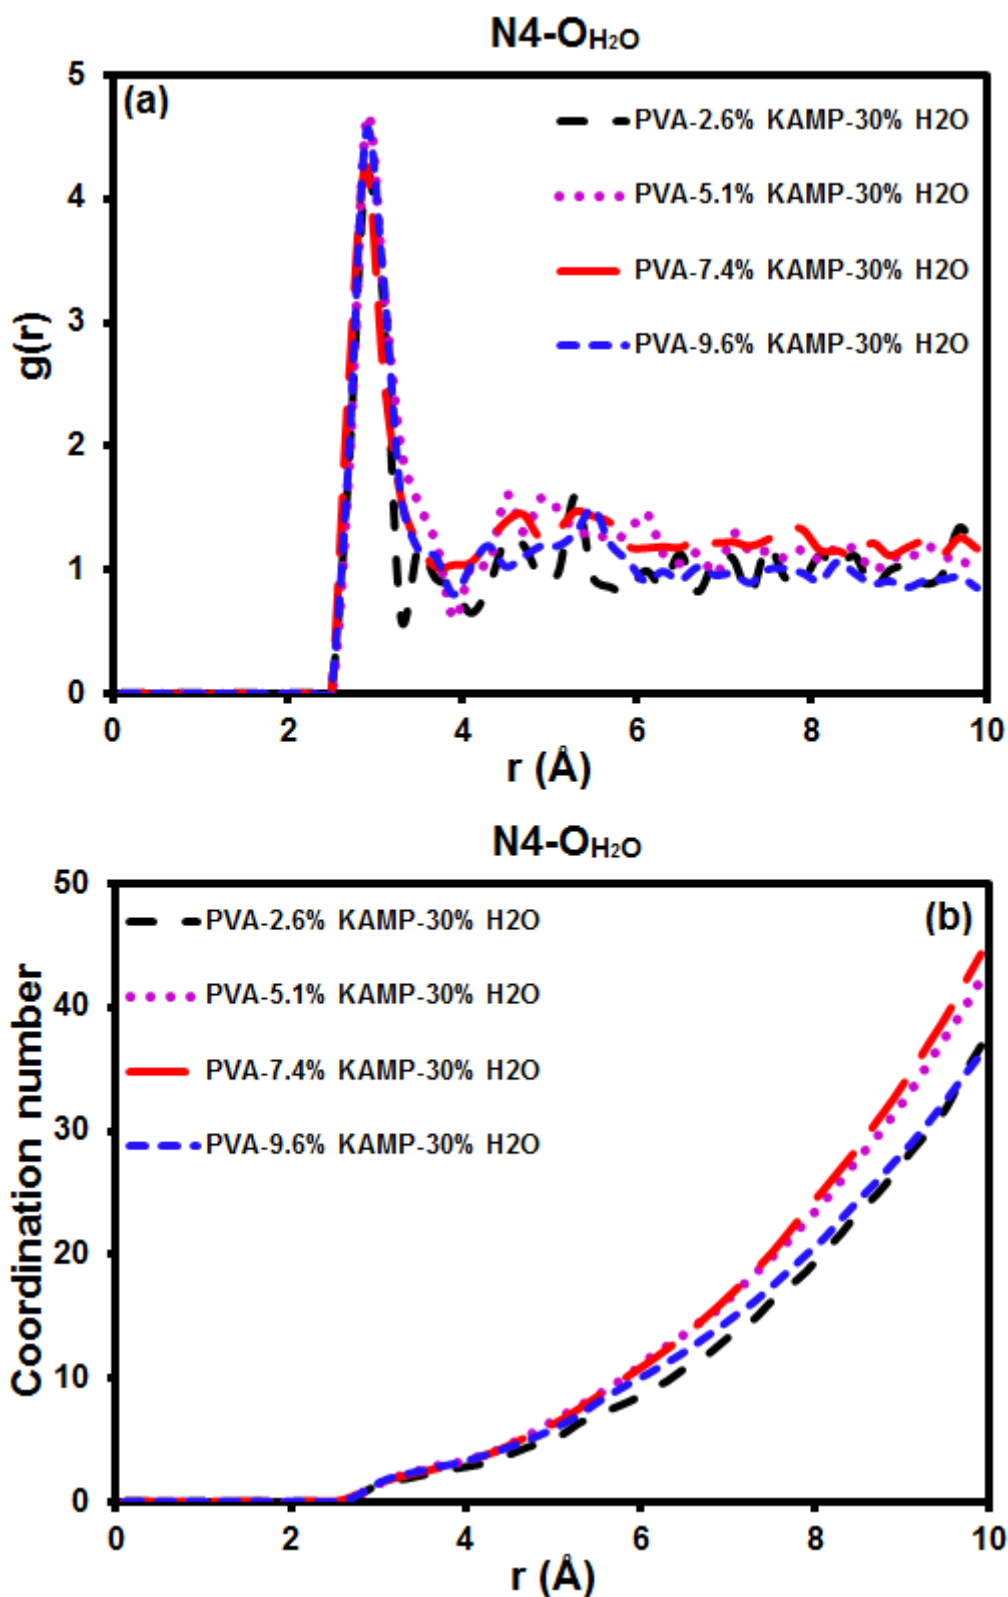 N4-OH₂O
(a)
PVA-2.6% KAMP-30% H2O
PVA-5.1% KAMP-30% H2O
PVA-7.4% KAMP-30% H2O
PVA-9.6% KAMP-30% H2O
g(r)
5
4
3
2
1
0
0 2 4 6 8 10
r (Å)
N4-OH₂O
(b)
PVA-2.6% KAMP-30% H2O
PVA-5.1% KAMP-30% H2O
PVA-7.4% KAMP-30% H2O
PVA-9.6% KAMP-30% H2O
Coordination number
50
40
30
20
10
0
0 2 4 6 8 10
r (Å)